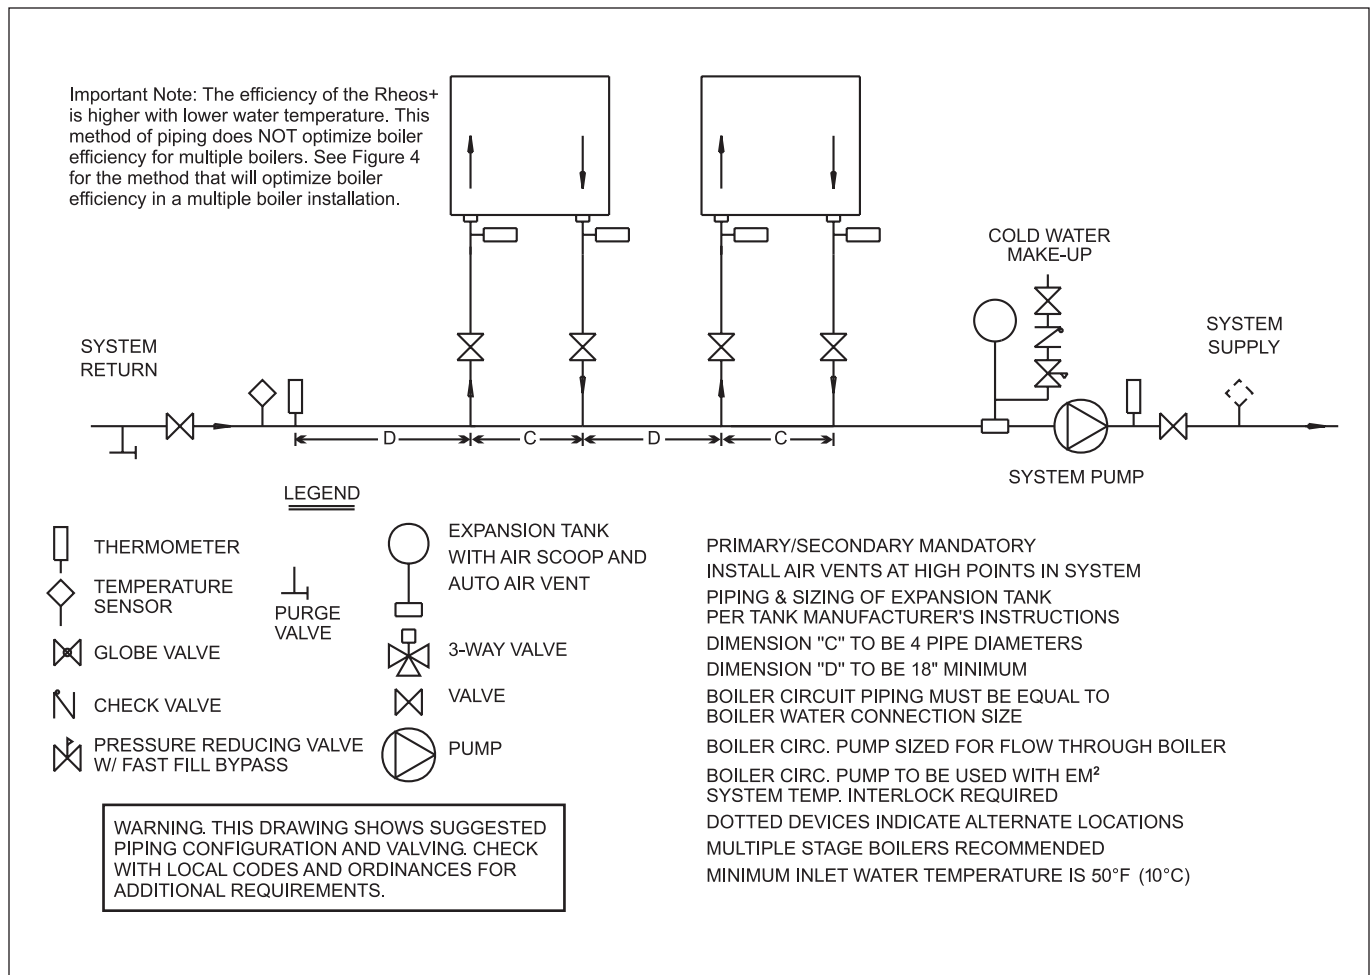 Important Note: The efficiency of the Rheos+
is higher with lower water temperature. This
method of piping does NOT optimize boiler
efficiency for multiple boilers. See Figure 4
for the method that will optimize boiler
efficiency in a multiple boiler installation.
COLD WATER
MAKE-UP
SYSTEM
RETURN
SYSTEM
SUPPLY
D
C
D
C
SYSTEM PUMP
LEGEND
THERMOMETER
TEMPERATURE
SENSOR
GLOBE VALVE
CHECK VALVE
PRESSURE REDUCING VALVE
W/ FAST FILL BYPASS
PURGE
VALVE
EXPANSION TANK
WITH AIR SCOOP AND
AUTO AIR VENT
3-WAY VALVE
VALVE
PUMP
PRIMARY/SECONDARY MANDATORY
INSTALL AIR VENTS AT HIGH POINTS IN SYSTEM
PIPING & SIZING OF EXPANSION TANK
PER TANK MANUFACTURER'S INSTRUCTIONS
DIMENSION "C" TO BE 4 PIPE DIAMETERS
DIMENSION "D" TO BE 18" MINIMUM
BOILER CIRCUIT PIPING MUST BE EQUAL TO
BOILER WATER CONNECTION SIZE
BOILER CIRC. PUMP SIZED FOR FLOW THROUGH BOILER
BOILER CIRC. PUMP TO BE USED WITH EM²
SYSTEM TEMP. INTERLOCK REQUIRED
DOTTED DEVICES INDICATE ALTERNATE LOCATIONS
MULTIPLE STAGE BOILERS RECOMMENDED
MINIMUM INLET WATER TEMPERATURE IS 50°F (10°C)
WARNING. THIS DRAWING SHOWS SUGGESTED
PIPING CONFIGURATION AND VALVING. CHECK
WITH LOCAL CODES AND ORDINANCES FOR
ADDITIONAL REQUIREMENTS.